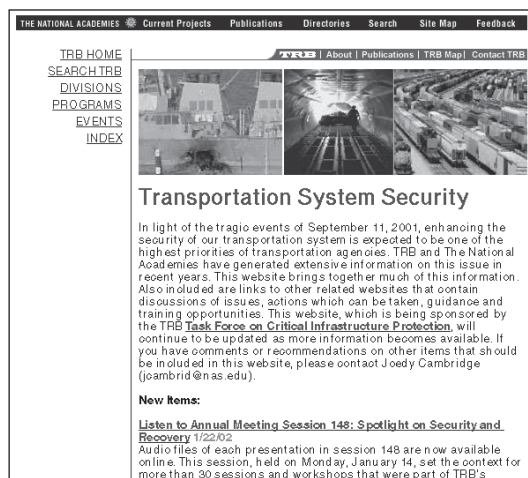 THE NATIONAL ACADEMIES Current Projects Publications Directories Search Site Map Feedback
TRB | About | Publications | TRB Map | Contact TRB
TRB HOME
SEARCH TRB
DIVISIONS
PROGRAMS
EVENTS
INDEX
Transportation System Security
In light of the tragic events of September 11, 2001, enhancing the
security of our transportation system is expected to be one of the
highest priorities of transportation agencies. TRB and The National
Academies have generated extensive information on this issue in
recent years. This website brings together much of this information.
Also included are links to other related websites that contain
discussions of issues, actions which can be taken, guidance and
training opportunities. This website, which is being sponsored by
the TRB Task Force on Critical Infrastructure Protection, will
continue to be updated as more information becomes available. If
you have comments or recommendations on other items that should
be included in this website, please contact Joedy Cambridge
(jcambrid@nas.edu).
New Items:
Listen to Annual Meeting Session 148: Spotlight on Security and
Recovery 1/22/02
Audio files of each presentation in session 148 are now available
online. This session, held on Monday, January 14, set the context for
more than 30 sessions and workshops that were part of TRB's